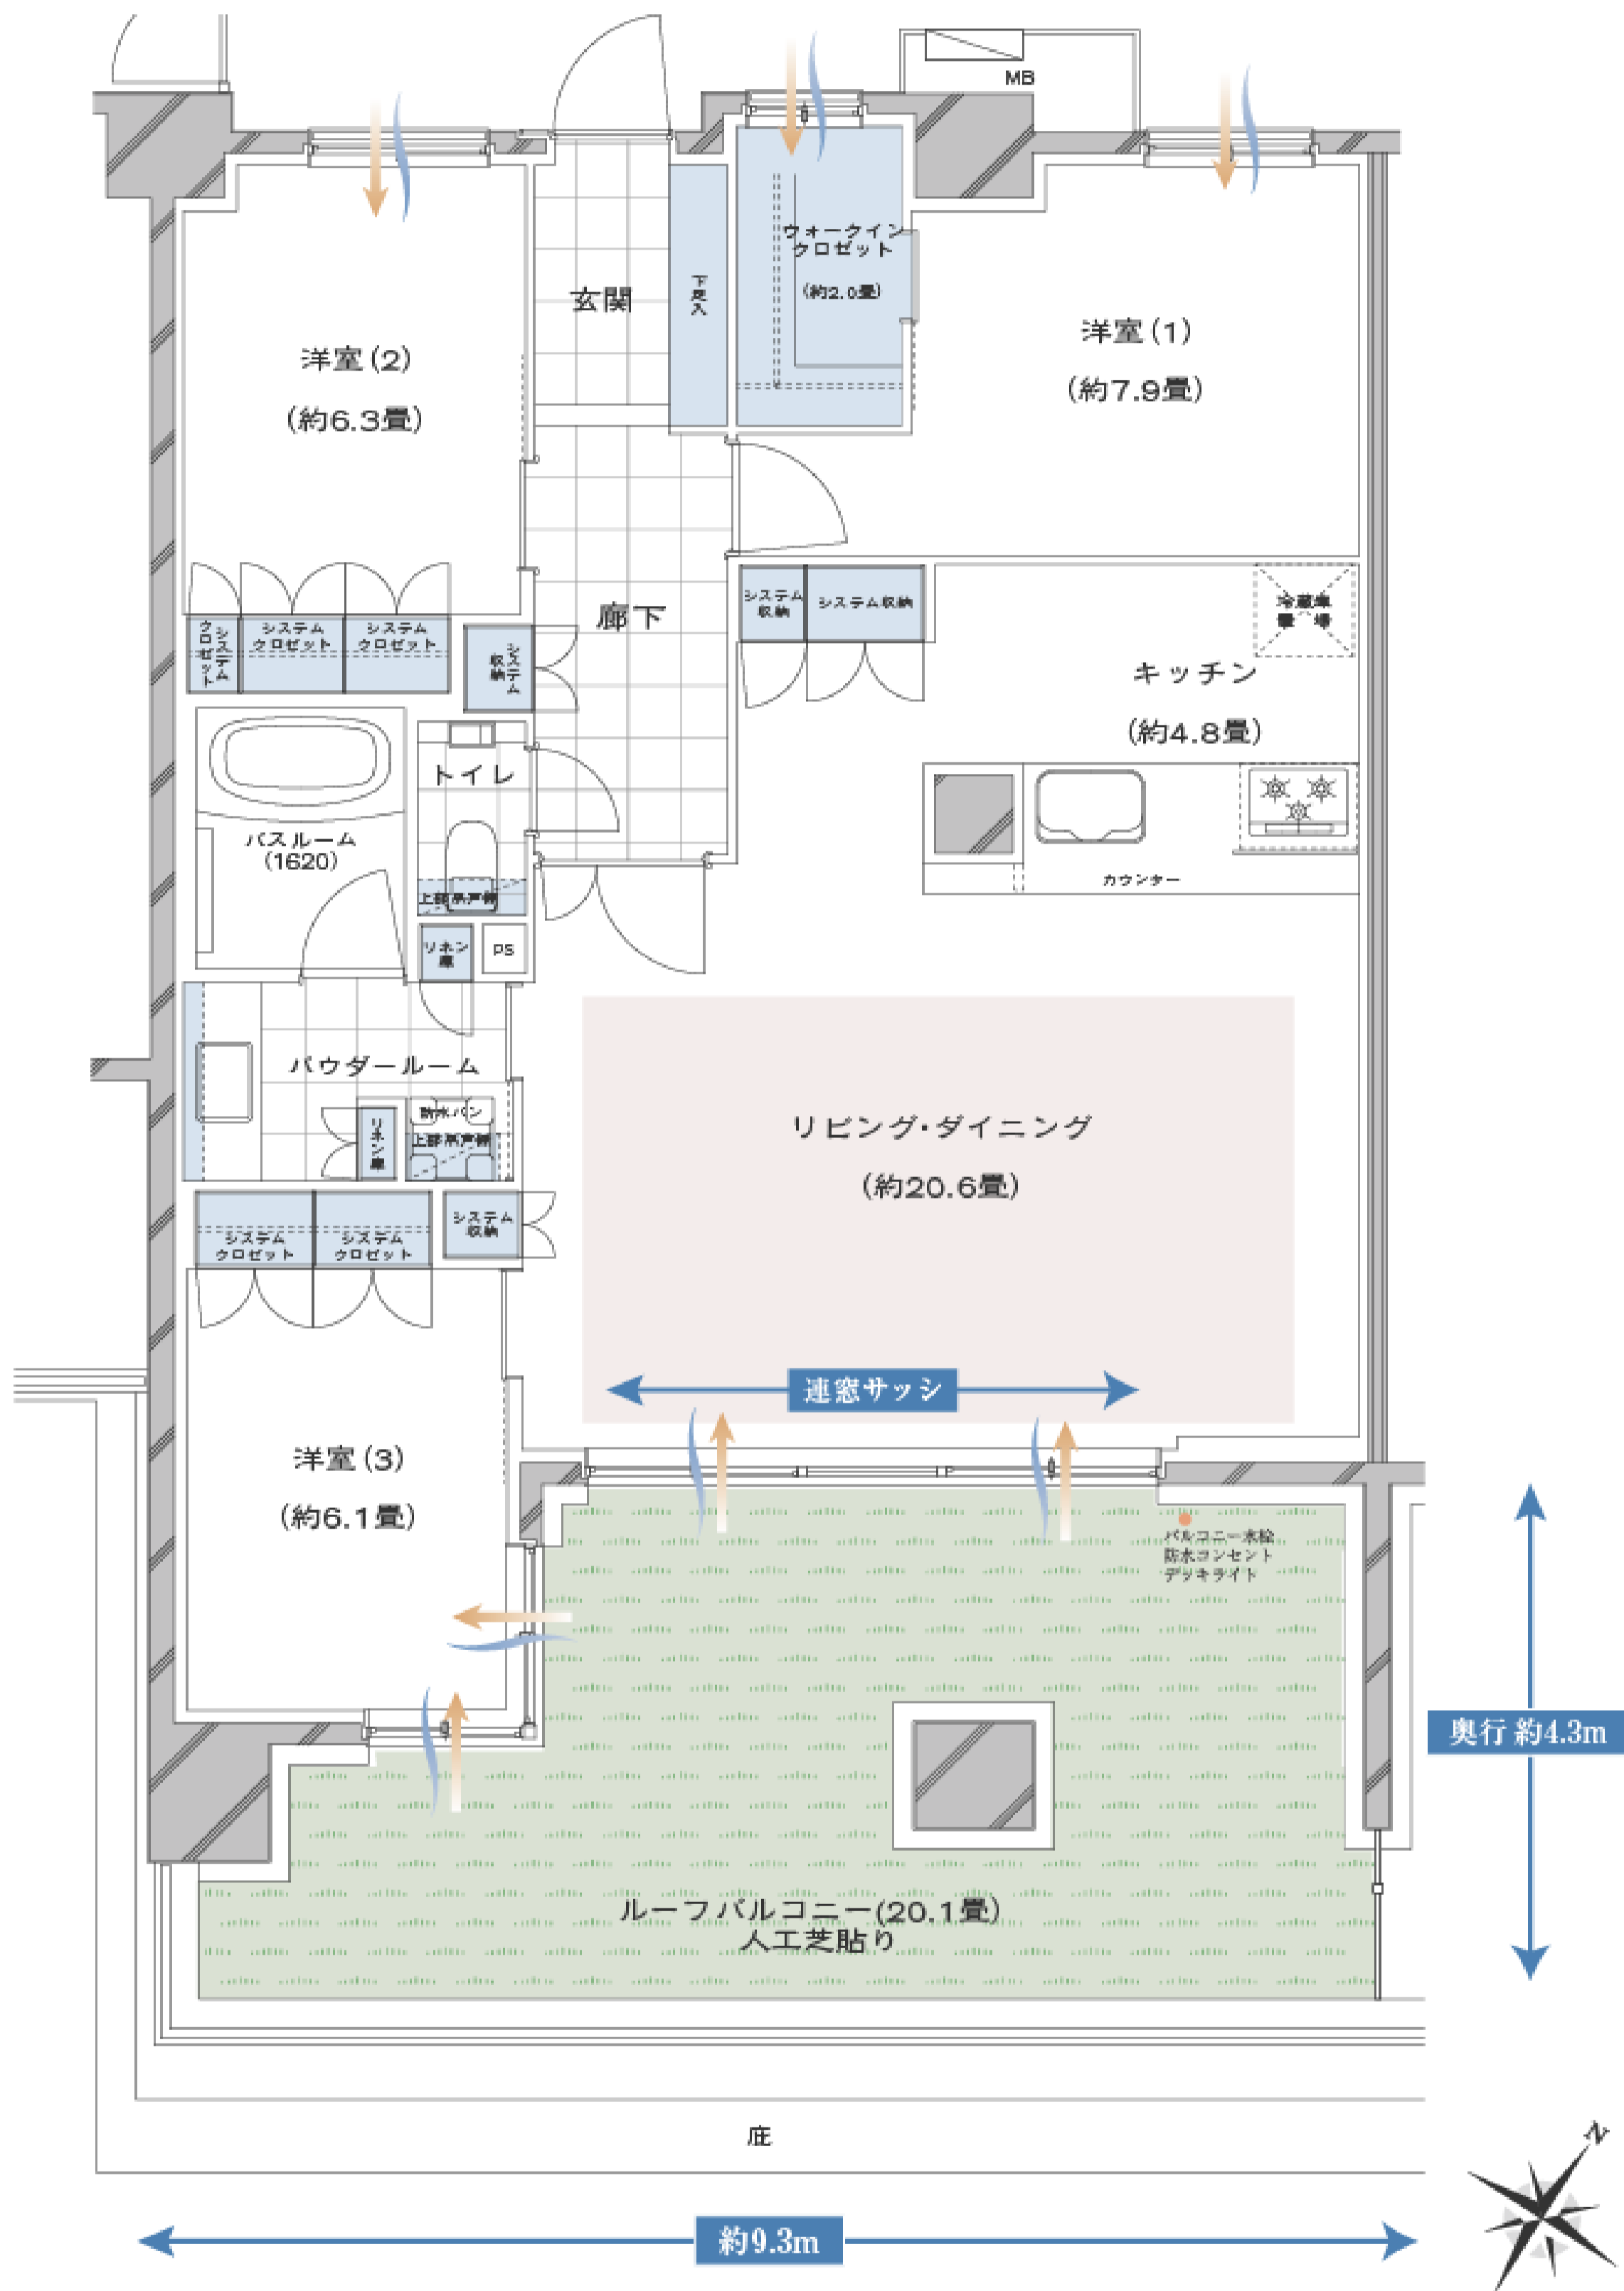 MB
ウォークイン
クロゼット
(約2.0畳)
玄関
下足入
洋室(1)
(約7.9畳)
洋室(2)
(約6.3畳)
システム
クロゼット
システム
クロゼット
システム
クロゼット
システム
収納
廊下
システム
収納
システム収納
冷蔵庫
置場
キッチン
(約4.8畳)
トイレ
バスルーム
(1620)
上部吊戸棚
カウンター
リネン
庫
PS
パウダールーム
防水パン
上部吊戸棚
リネン庫
リビング・ダイニング
(約20.6畳)
システム
クロゼット
システム
クロゼット
システム
収納
連窓サッシ
洋室(3)
(約6.1畳)
バルコニー水栓
防水コンセント
デッキライト
奥行 約4.3m
ルーフバルコニー(20.1畳)
人工芝貼り
庇
N
約9.3m